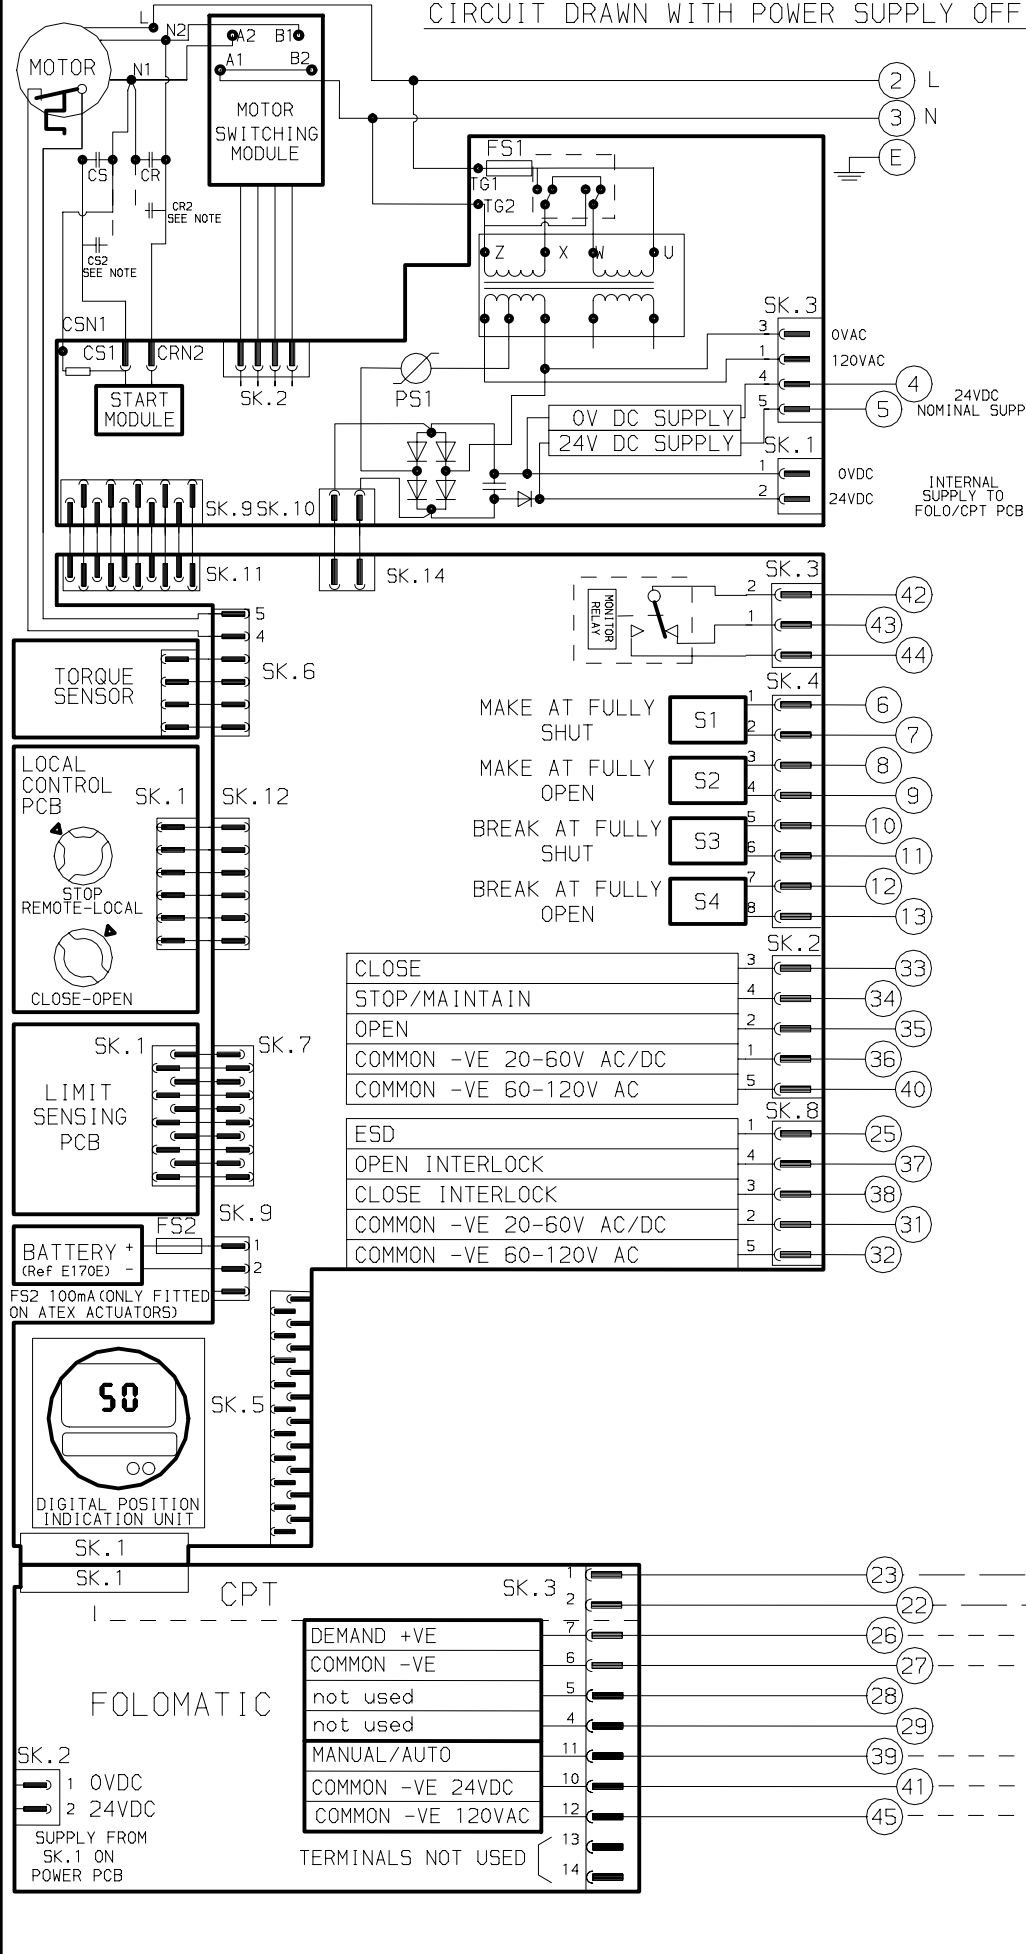 CIRCUIT DRAWN WITH POWER SUPPLY OFF
L
N2
A2 B1
A1 B2
MOTOR
N1
MOTOR
SWITCHING
MODULE
2 L
3 N
E
CS CR
CR2
SEE NOTE
CS2
SEE NOTE
FS1
TG1
TG2
Z X W U
CSN1
CS1 CRN2
START
MODULE
SK.2
PS1
SK.3
3 0VAC
1 120VAC
4 4
5 5
24VDC
NOMINAL SUPP
0V DC SUPPLY
24V DC SUPPLY
SK.1
1 0VDC
2 24VDC
INTERNAL
SUPPLY TO
FOLO/CPT PCB
SK.9 SK.10
SK.11
SK.14
MONITOR
RELAY
SK.3
2 42
1 43
44
5
4
SK.6
TORQUE
SENSOR
SK.4
MAKE AT FULLY
SHUT
S1
1 6
2 7
MAKE AT FULLY
OPEN
S2
3 8
4 9
BREAK AT FULLY
SHUT
S3
5 10
6 11
BREAK AT FULLY
OPEN
S4
7 12
8 13
LOCAL
CONTROL
PCB
SK.1 SK.12
STOP
REMOTE-LOCAL
CLOSE-OPEN
SK.2
CLOSE 3 33
STOP/MAINTAIN 4 34
OPEN 2 35
COMMON -VE 20-60V AC/DC 1 36
COMMON -VE 60-120V AC 5 40
SK.1 SK.7
LIMIT
SENSING
PCB
SK.8
ESD 1 25
OPEN INTERLOCK 4 37
CLOSE INTERLOCK 3 38
COMMON -VE 20-60V AC/DC 2 31
COMMON -VE 60-120V AC 5 32
SK.9
FS2
BATTERY + 1
(Ref E170E) - 2
FS2 100mA(ONLY FITTED
ON ATEX ACTUATORS)
50
SK.5
DIGITAL POSITION
INDICATION UNIT
SK.1
SK.1
CPT
SK.3
1 23
2 22
DEMAND +VE 7 26
COMMON -VE 6 27
not used 5 28
not used 4 29
MANUAL/AUTO 11 39
COMMON -VE 24VDC 10 41
COMMON -VE 120VAC 12 45
TERMINALS NOT USED
13
14
FOLOMATIC
SK.2
1 0VDC
2 24VDC
SUPPLY FROM
SK.1 ON
POWER PCB